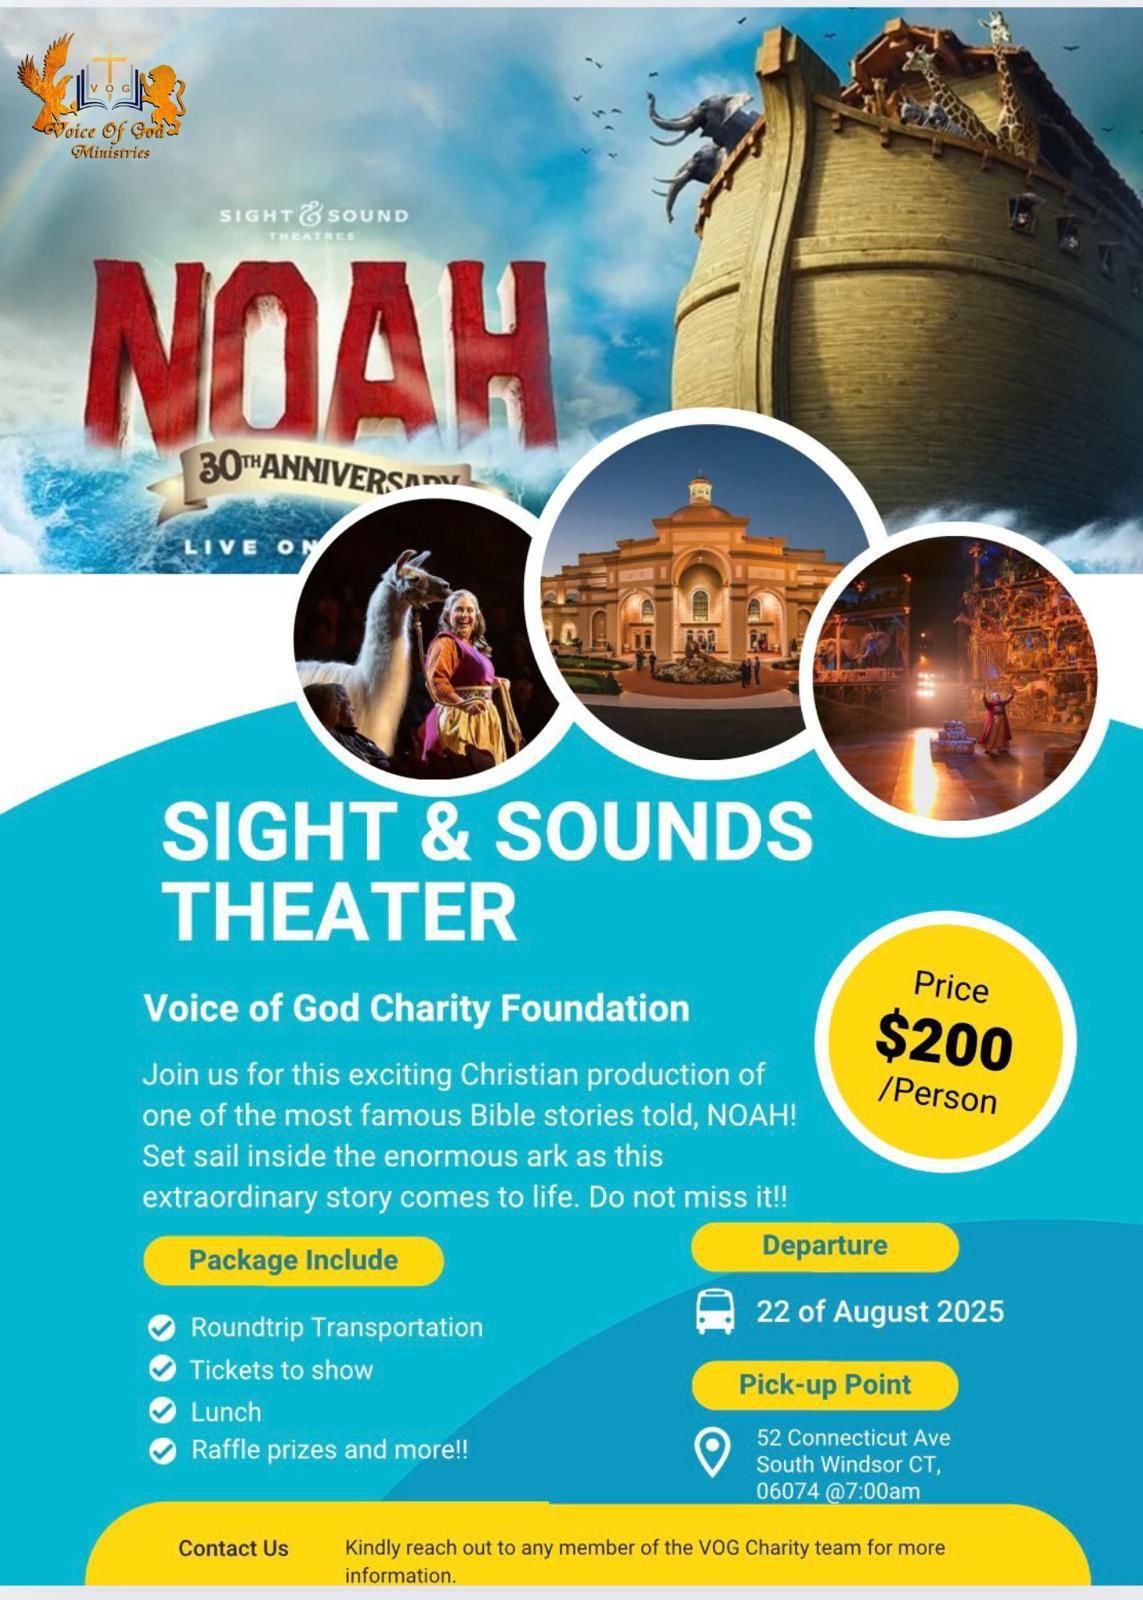 VOG
Voice Of God
Ministries
SIGHT & SOUND
THEATRES
NOAH
30TH ANNIVERSARY
LIVE ON
SIGHT & SOUNDS
THEATER
Voice of God Charity Foundation
Join us for this exciting Christian production of
one of the most famous Bible stories told, NOAH!
Set sail inside the enormous ark as this
extraordinary story comes to life. Do not miss it!!
Price
$200
/Person
Package Include
Roundtrip Transportation
Tickets to show
Lunch
Raffle prizes and more!!
Departure
22 of August 2025
Pick-up Point
52 Connecticut Ave
South Windsor CT,
06074 @7:00am
Contact Us
Kindly reach out to any member of the VOG Charity team for more
information.